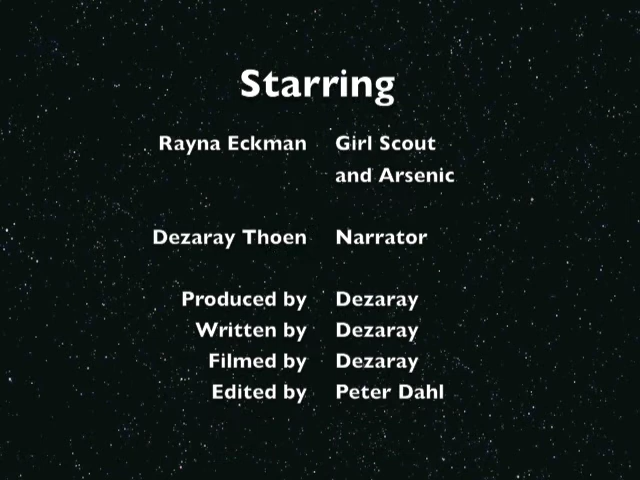 Starring
Rayna Eckman Girl Scout
and Arsenic
Dezaray Thoen Narrator
Produced by Dezaray
Written by Dezaray
Filmed by Dezaray
Edited by Peter Dahl